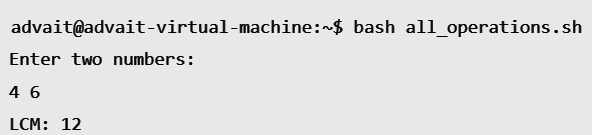 advait@advait-virtual-machine:~$ bash all_operations.sh
Enter two numbers:
4 6
LCM: 12